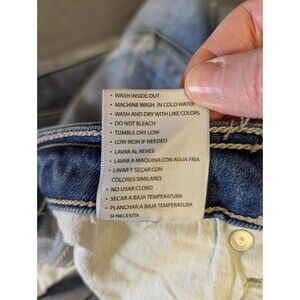 • WASH INSIDE OUT
• MACHINE WASH IN COLD WATER
• WASH AND DRY WITH LIKE COLORS
• DO NOT BLEACH
• TUMBLE DRY LOW
• LOW IRON IF NEEDED
• LAVAR AL REVES
• LAVAR A MAQUINA CON AGUA FRIA
• LAVAR Y SECAR CON
COLORES SIMILARES
• NO USAR CLORO
• SECAR A BAJA TEMPERATURA
• PLANCHAR A BAJA TEMPERATURA
SI NECESITA